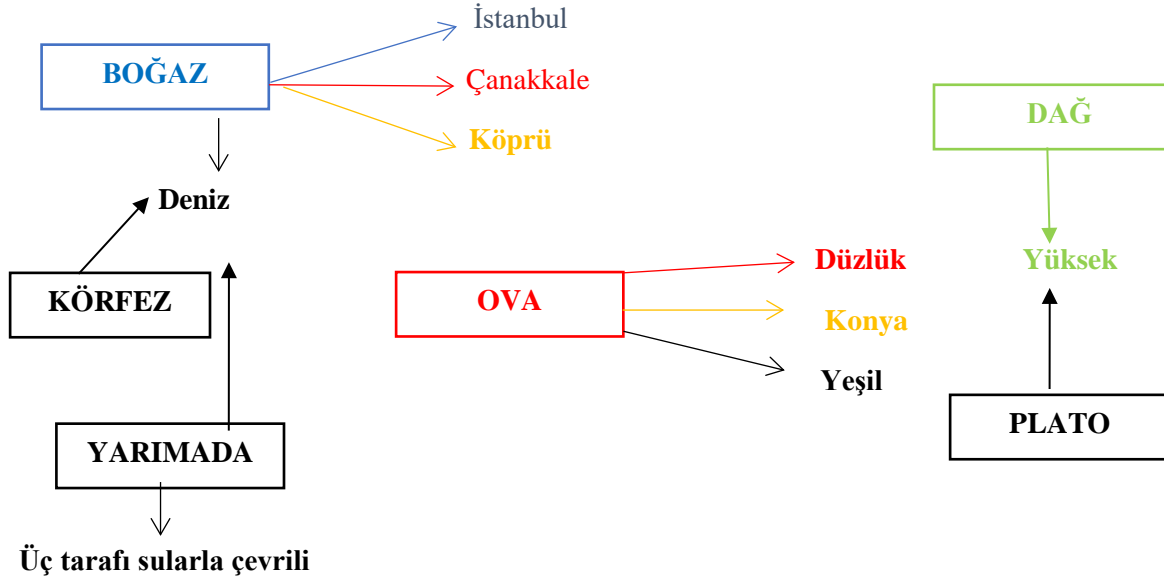 İstanbul
BOĞAZ
Çanakkale
Köprü
DAĞ
Deniz
KÖRFEZ
OVA
Düzlük
Yüksek
Konya
Yeşil
YARIMADA
PLATO
Üç tarafı sularla çevrili